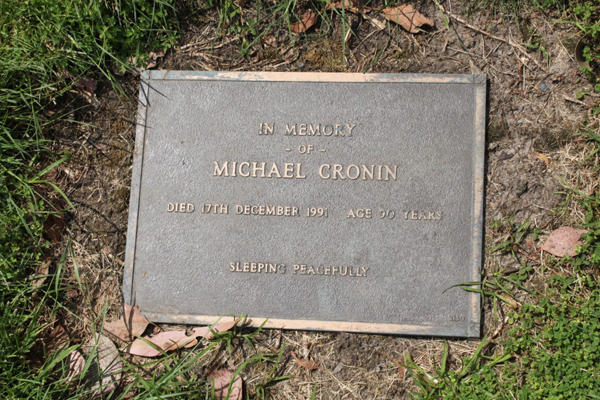 IN MEMORY
- OF -
MICHAEL CRONIN
DIED 17TH DECEMBER 1991 AGE 90 YEARS
SLEEPING PEACEFULLY